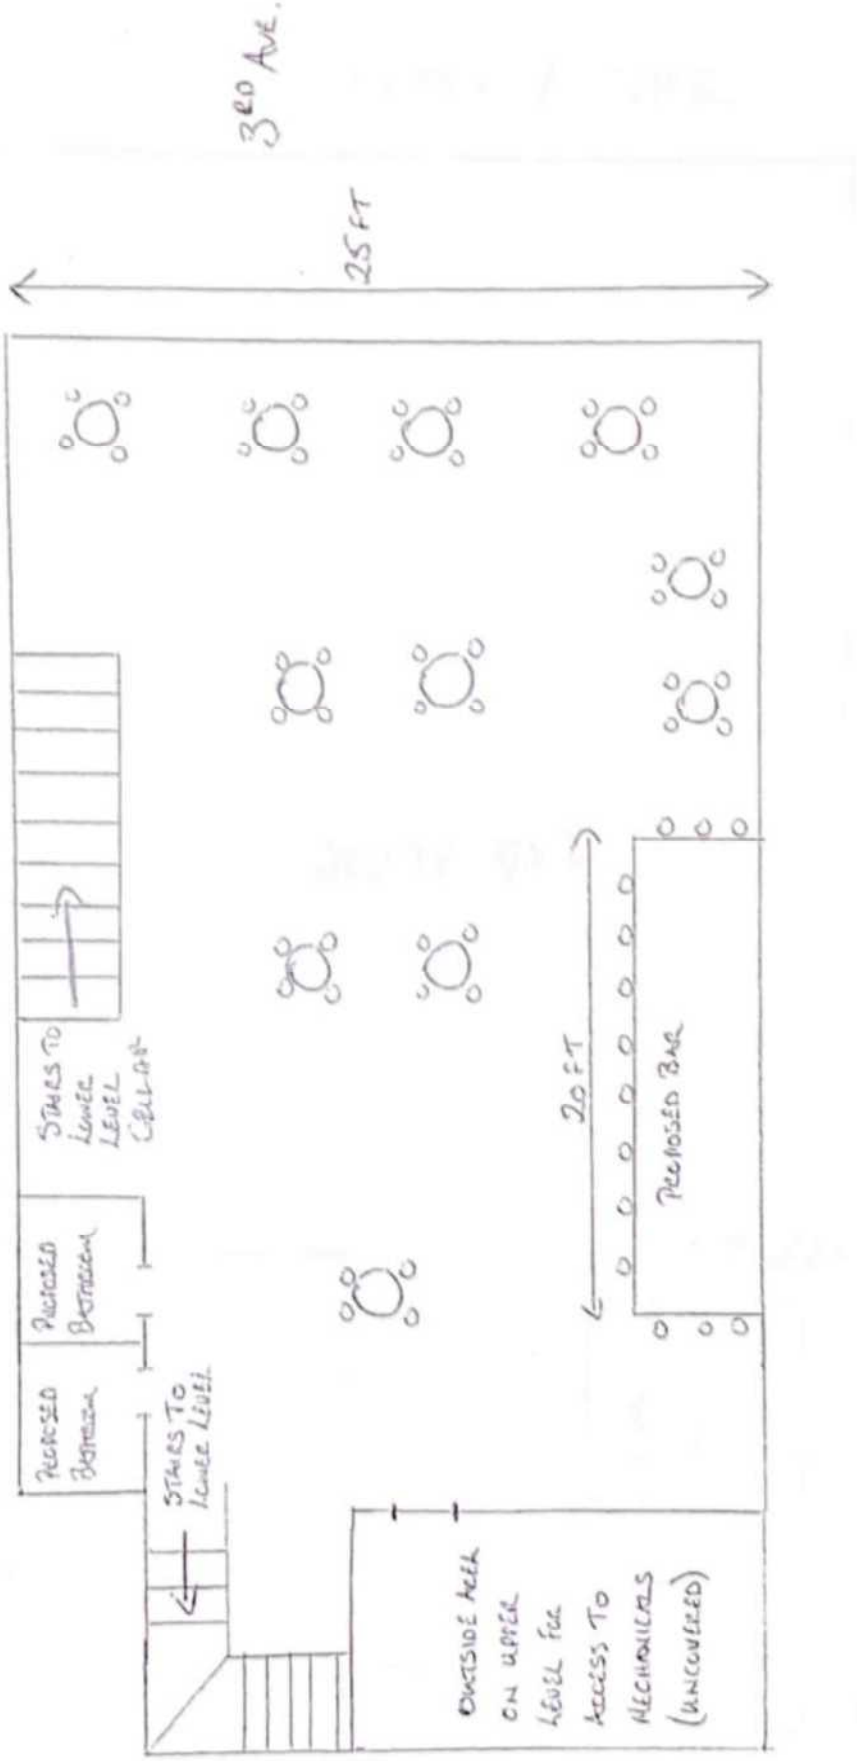 3RD AVE.
25 FT
STAIRS TO
LOWER
LEVEL
CELLAR
PROPOSED
BATHROOM
PROPOSED
BATHROOM
STAIRS TO
LOWER LEVEL
20 FT
PROPOSED BAR
OUTSIDE AREA
ON UPPER
LEVEL FOR
ACCESS TO
MECHANICALS
(UNCOVERED)